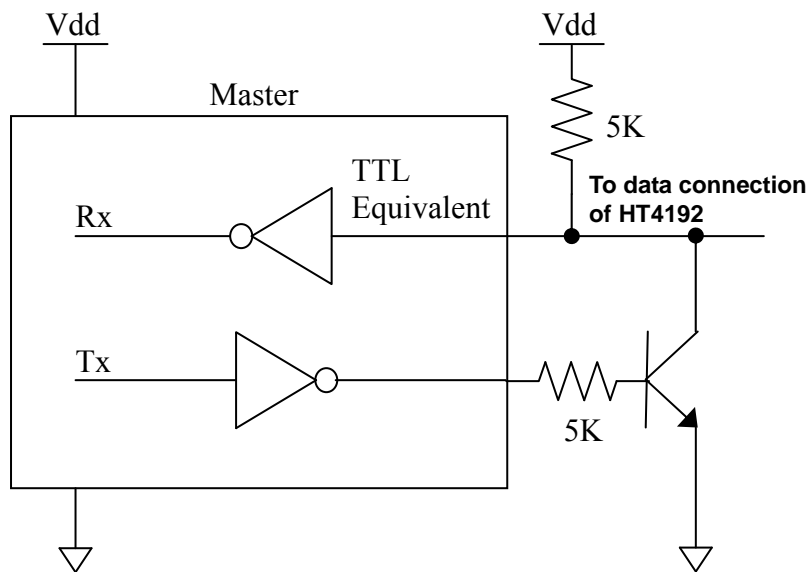 Vdd
Vdd
Master
5K
TTL
Equivalent
To data connection
of HT4192
Rx
Tx
5K